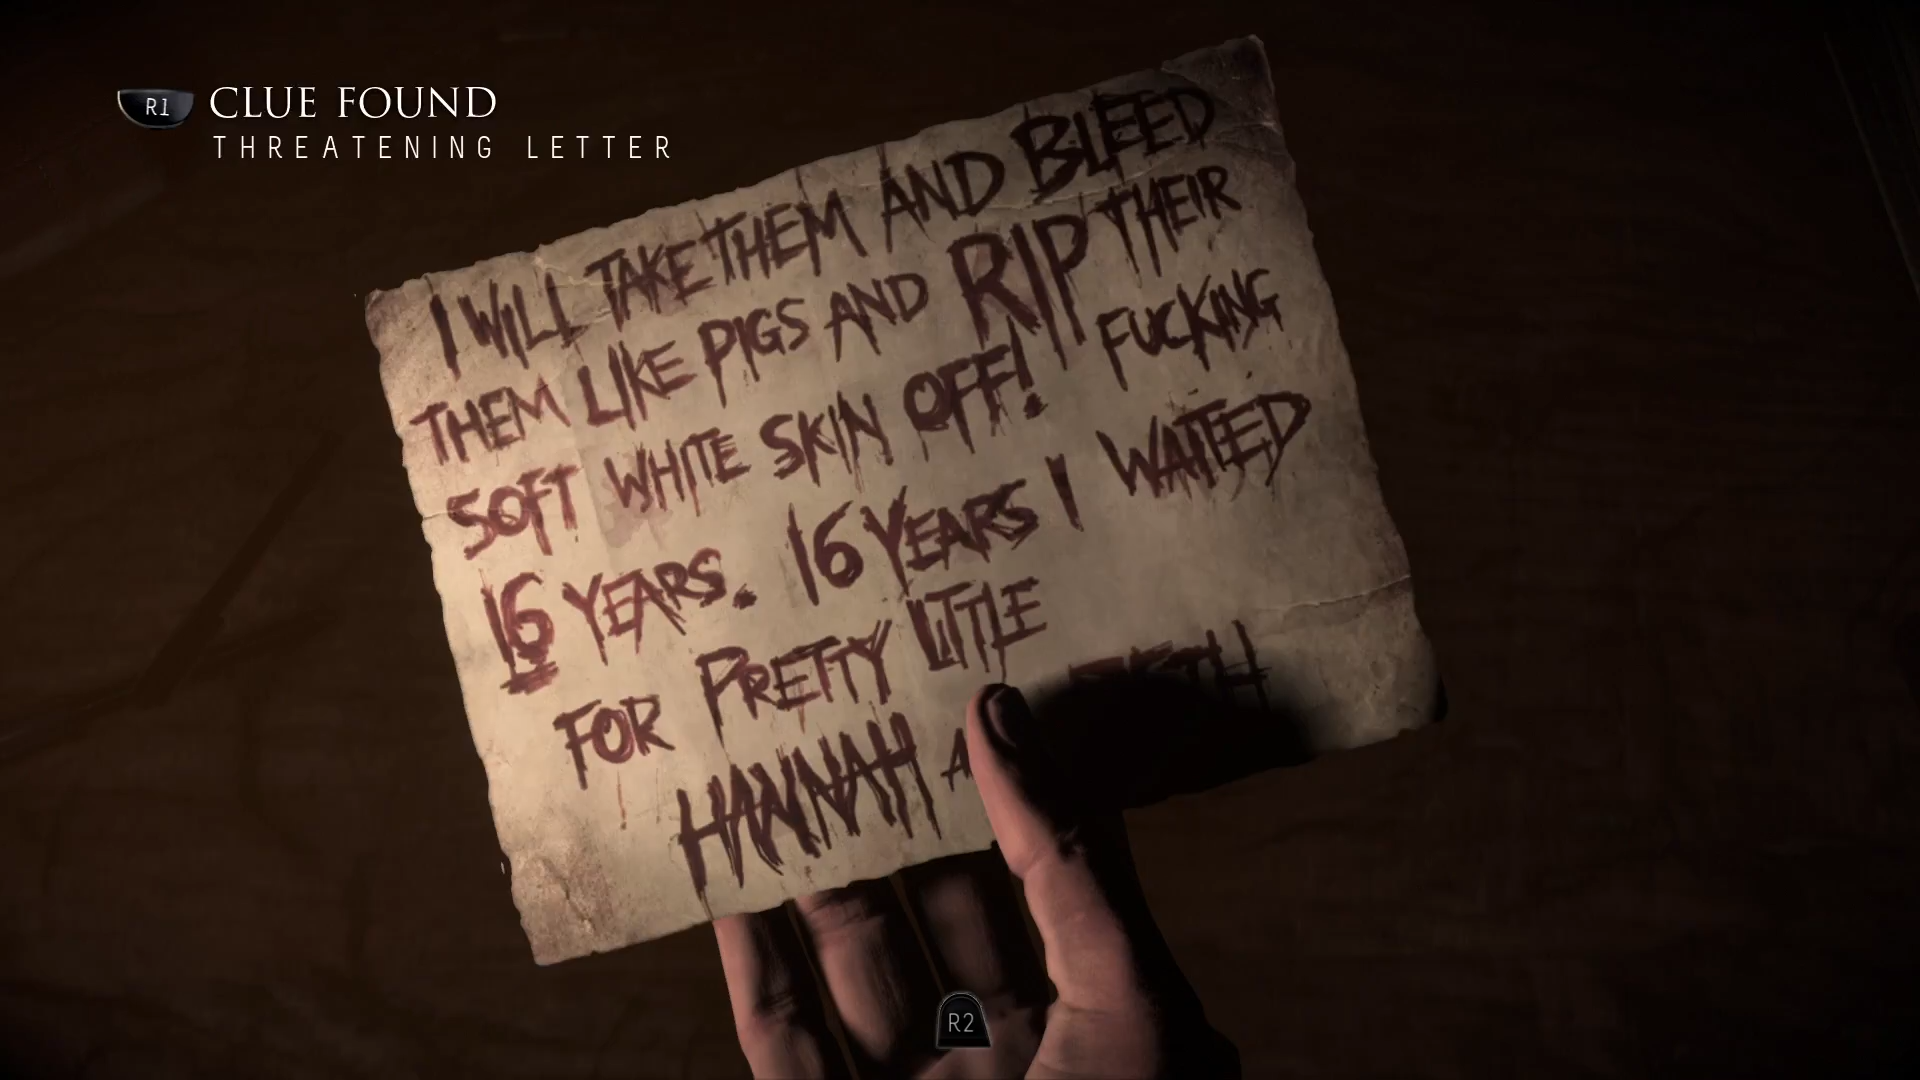 R1 CLUE FOUND
THREATENING LETTER
I WILL TAKE THEM AND BLEED
THEM LIKE PIGS AND RIP THEIR
SOFT WHITE SKIN OFF! FUCKING
16 YEARS. 16 YEARS I WAITED
FOR PRETTY LITTLE
HANNAH
R2